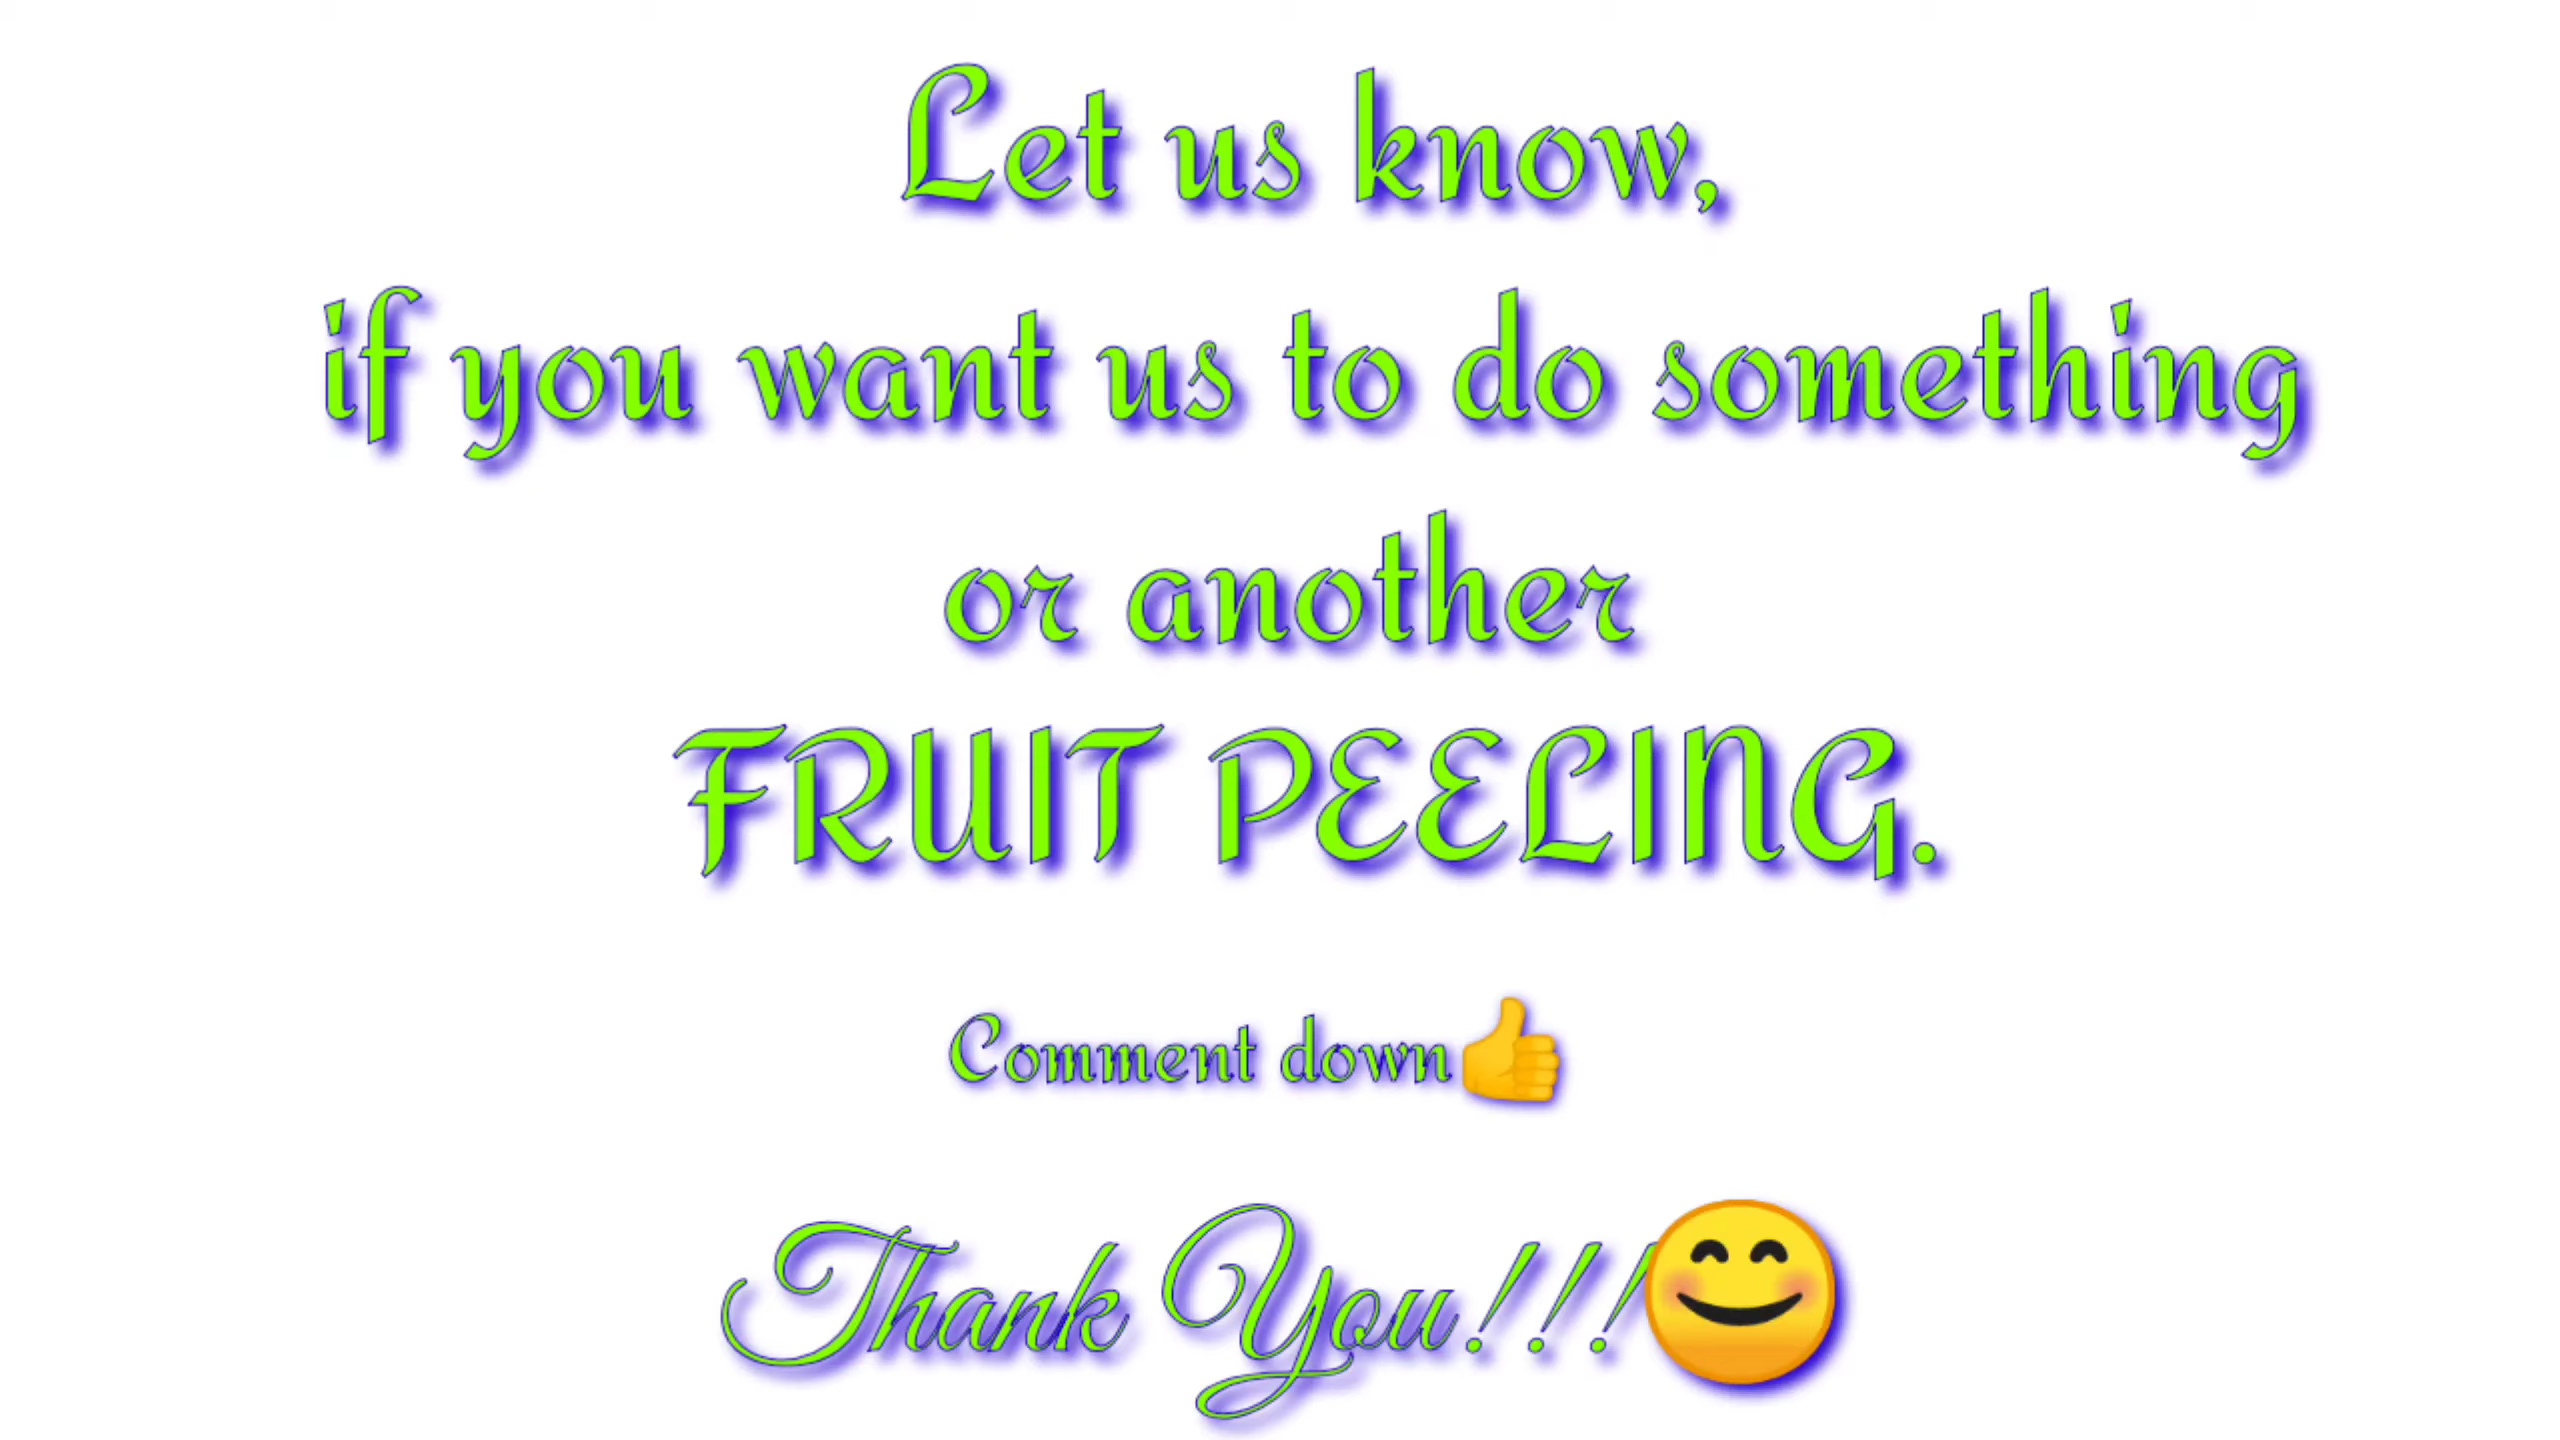 Let us know,
if you want us to do something
or another
FRUIT PEELING.
Comment down👍
Thank You!!!😊